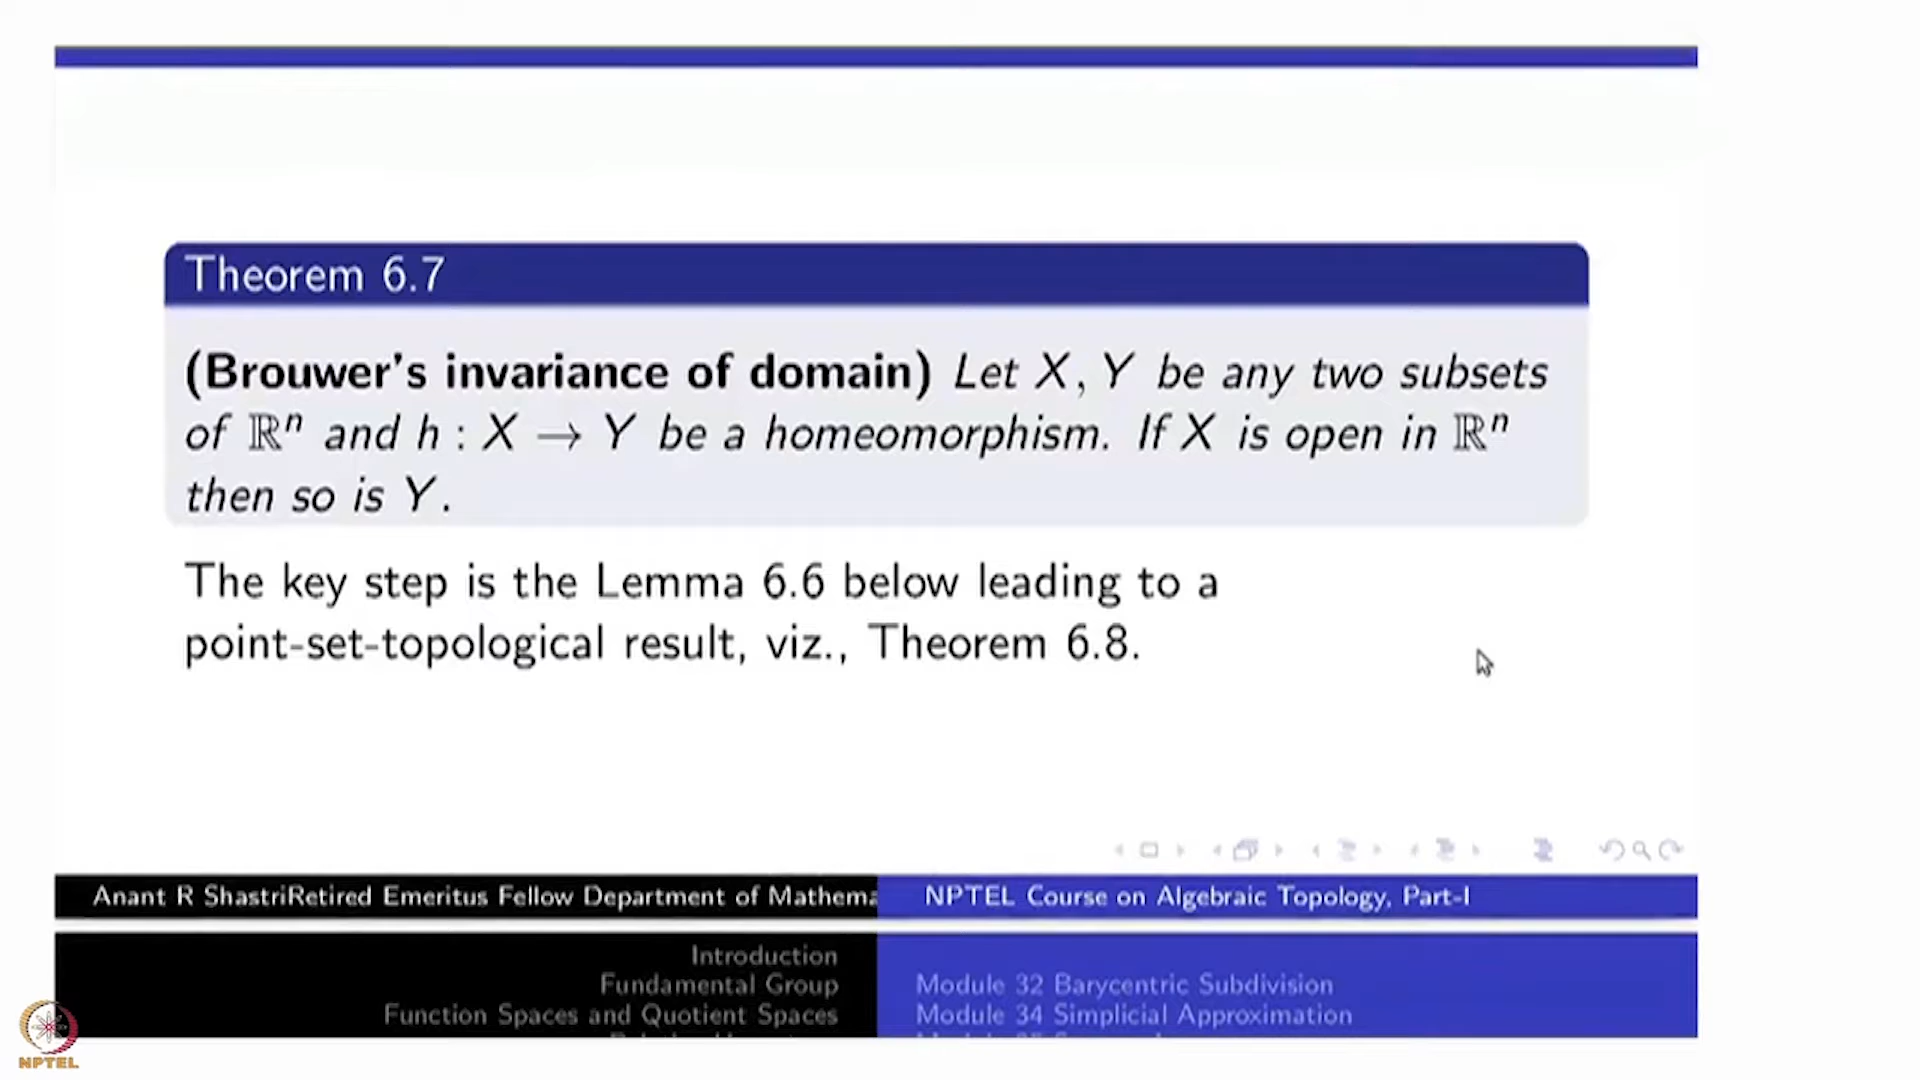 Theorem 6.7
(Brouwer's invariance of domain) Let X, Y be any two subsets
of ℝⁿ and h : X → Y be a homeomorphism. If X is open in ℝⁿ
then so is Y.
The key step is the Lemma 6.6 below leading to a
point-set-topological result, viz., Theorem 6.8.
Anant R ShastriRetired Emeritus Fellow Department of Mathema
NPTEL Course on Algebraic Topology, Part-I
Introduction
Fundamental Group
Function Spaces and Quotient Spaces
Module 32 Barycentric Subdivision
Module 34 Simplicial Approximation
NPTEL